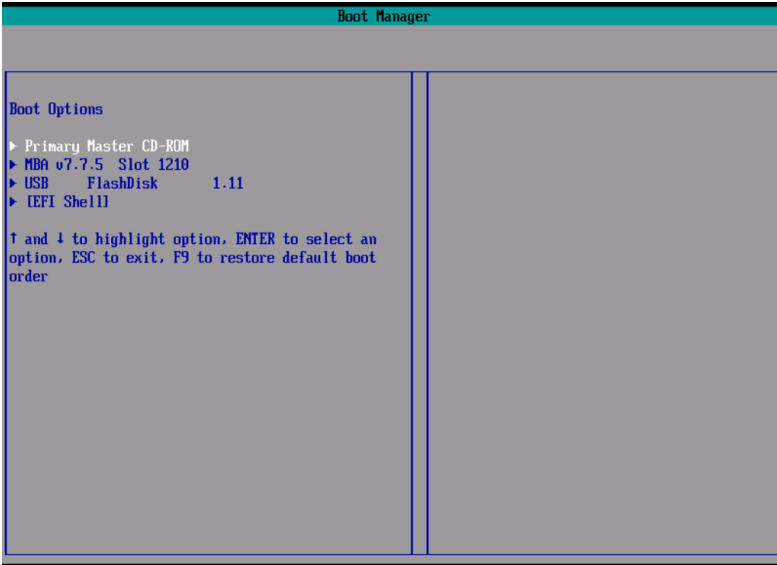 Boot Manager
Boot Options
▶ Primary Master CD-ROM
▶ MBA v7.7.5  Slot 1210
▶ USB     FlashDisk       1.11
▶ [EFI Shell]
↑ and ↓ to highlight option, ENTER to select an
option, ESC to exit, F9 to restore default boot
order